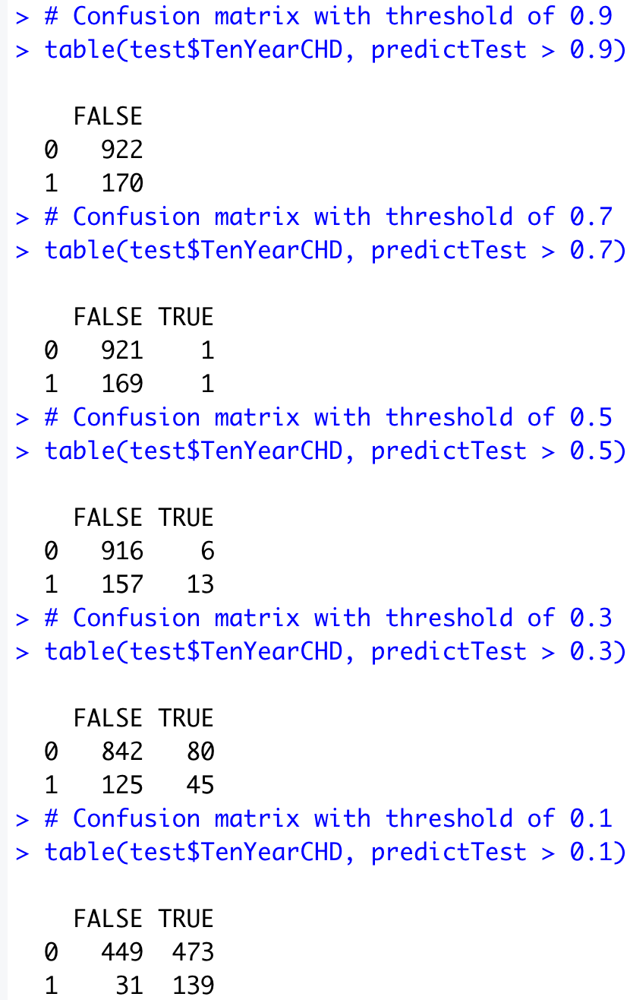 > # Confusion matrix with threshold of 0.9
> table(test$TenYearCHD, predictTest > 0.9)
FALSE
0 922
1 170
> # Confusion matrix with threshold of 0.7
> table(test$TenYearCHD, predictTest > 0.7)
FALSE TRUE
0 921 1
1 169 1
> # Confusion matrix with threshold of 0.5
> table(test$TenYearCHD, predictTest > 0.5)
FALSE TRUE
0 916 6
1 157 13
> # Confusion matrix with threshold of 0.3
> table(test$TenYearCHD, predictTest > 0.3)
FALSE TRUE
0 842 80
1 125 45
> # Confusion matrix with threshold of 0.1
> table(test$TenYearCHD, predictTest > 0.1)
FALSE TRUE
0 449 473
1 31 139